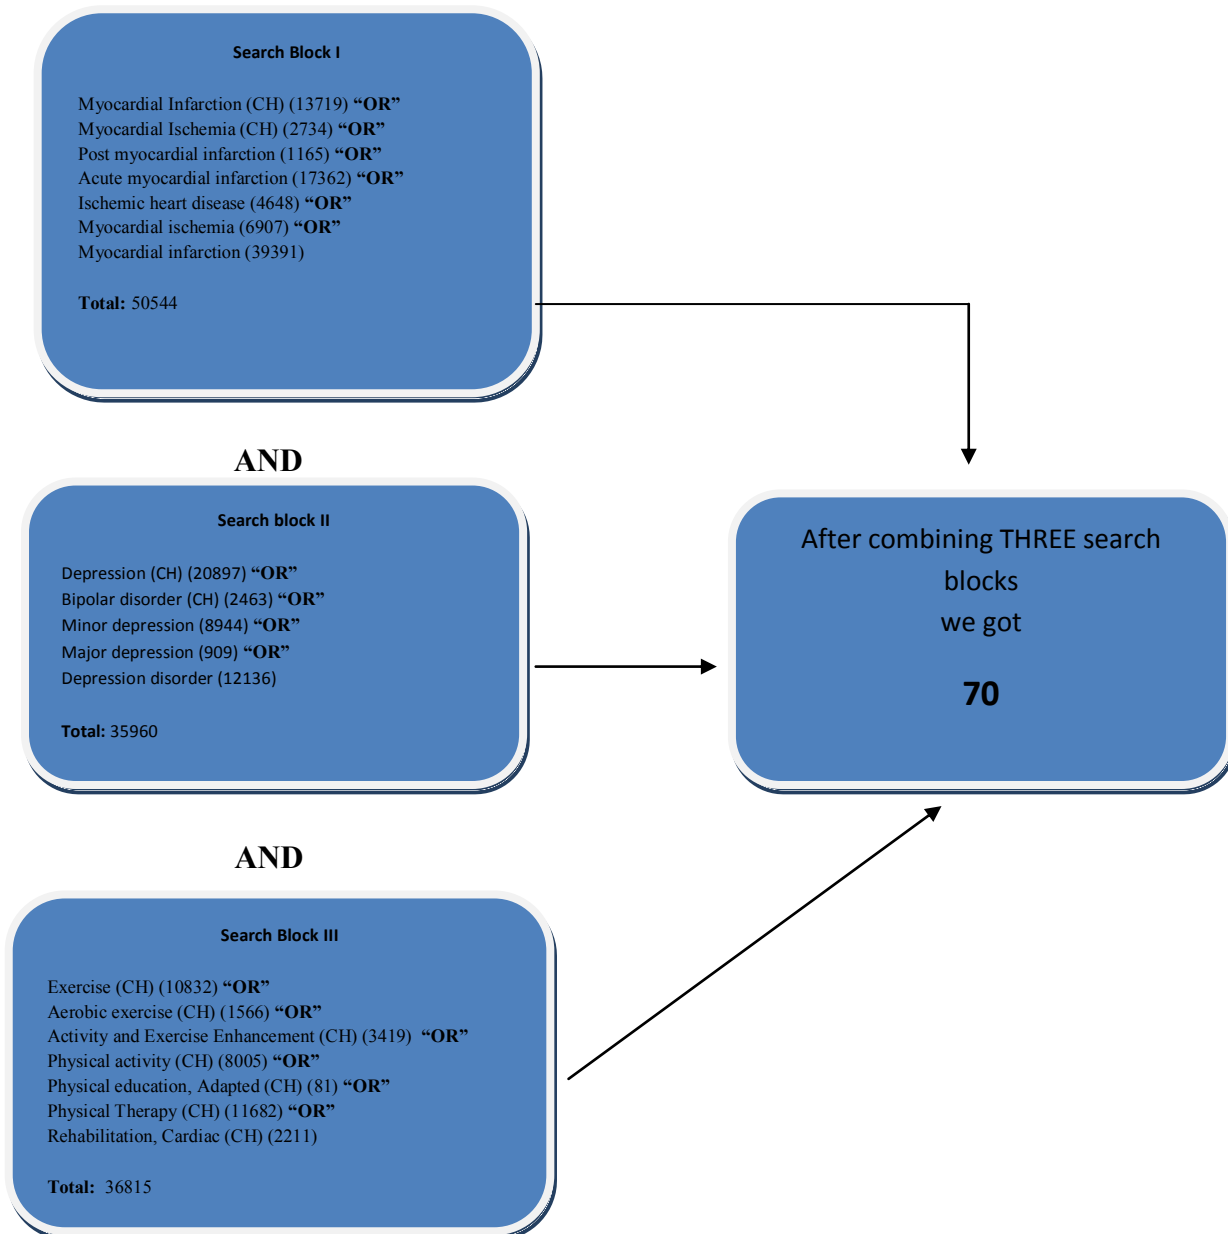 Search Block I
Myocardial Infarction (CH) (13719) “OR”
Myocardial Ischemia (CH) (2734) “OR”
Post myocardial infarction (1165) “OR”
Acute myocardial infarction (17362) “OR”
Ischemic heart disease (4648) “OR”
Myocardial ischemia (6907) “OR”
Myocardial infarction (39391)
Total: 50544
AND
Search block II
Depression (CH) (20897) “OR”
Bipolar disorder (CH) (2463) “OR”
Minor depression (8944) “OR”
Major depression (909) “OR”
Depression disorder (12136)
Total: 35960
AND
Search Block III
Exercise (CH) (10832) “OR”
Aerobic exercise (CH) (1566) “OR”
Activity and Exercise Enhancement (CH) (3419) “OR”
Physical activity (CH) (8005) “OR”
Physical education, Adapted (CH) (81) “OR”
Physical Therapy (CH) (11682) “OR”
Rehabilitation, Cardiac (CH) (2211)
Total: 36815
After combining THREE search
blocks
we got
70